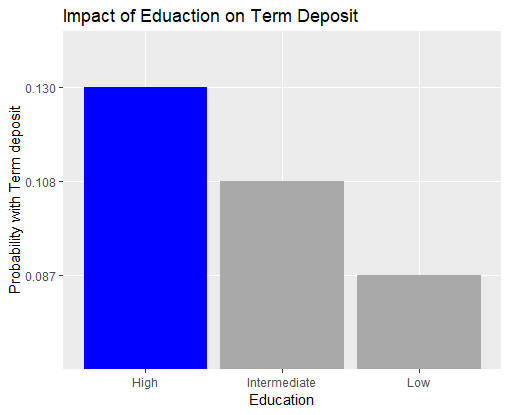 Impact of Eduaction on Term Deposit
Probability with Term deposit
0.130
0.108
0.087
High Intermediate Low
Education